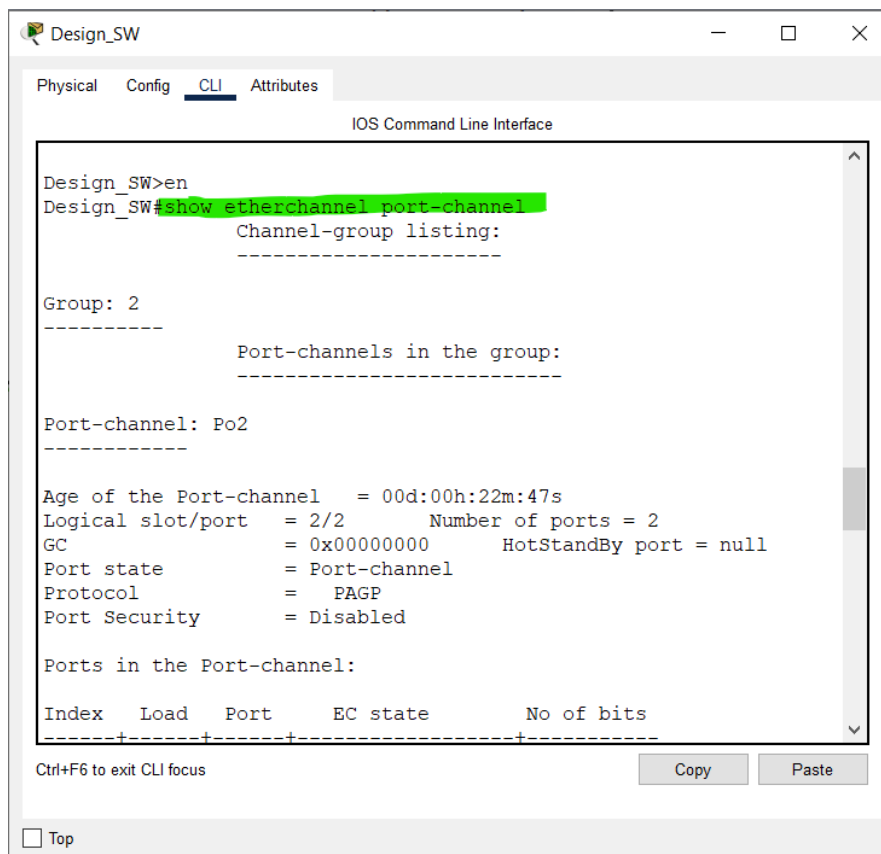 Design_SW
Physical Config CLI Attributes
IOS Command Line Interface
Design_SW>en
Design_SW#show etherchannel port-channel
Channel-group listing:
----------------------
Group: 2
----------
Port-channels in the group:
---------------------------
Port-channel: Po2
------------
Age of the Port-channel = 00d:00h:22m:47s
Logical slot/port = 2/2 Number of ports = 2
GC = 0x00000000 HotStandBy port = null
Port state = Port-channel
Protocol = PAGP
Port Security = Disabled
Ports in the Port-channel:
Index Load Port EC state No of bits
------+------+------+------------------+-----------
Ctrl+F6 to exit CLI focus
Copy Paste
Top